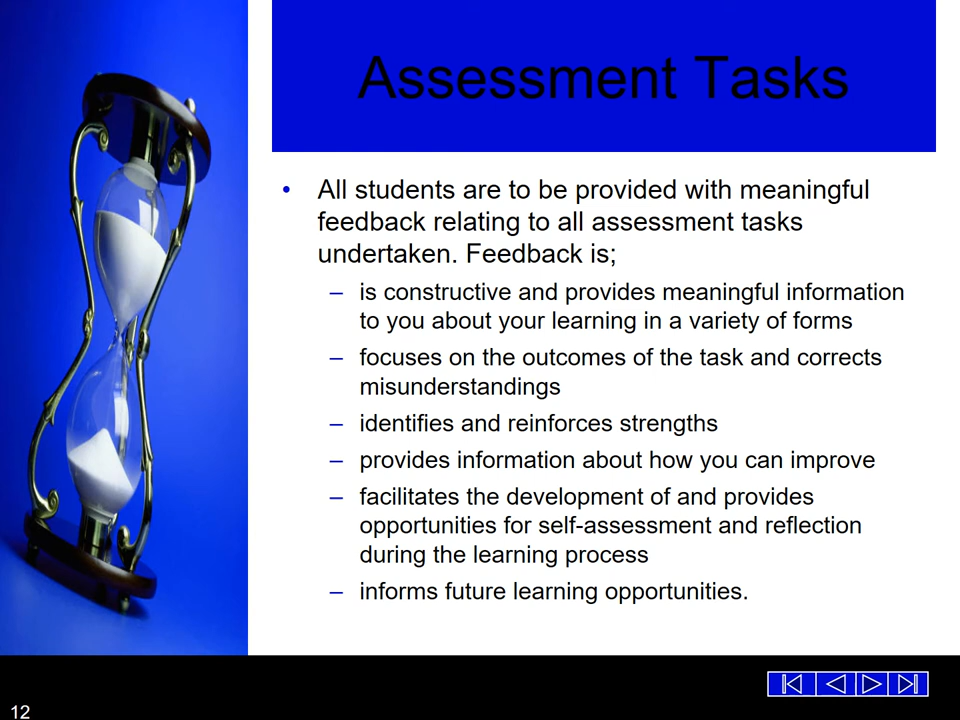 Assessment Tasks
• All students are to be provided with meaningful
feedback relating to all assessment tasks
undertaken. Feedback is;
– is constructive and provides meaningful information
to you about your learning in a variety of forms
– focuses on the outcomes of the task and corrects
misunderstandings
– identifies and reinforces strengths
– provides information about how you can improve
– facilitates the development of and provides
opportunities for self-assessment and reflection
during the learning process
– informs future learning opportunities.
12